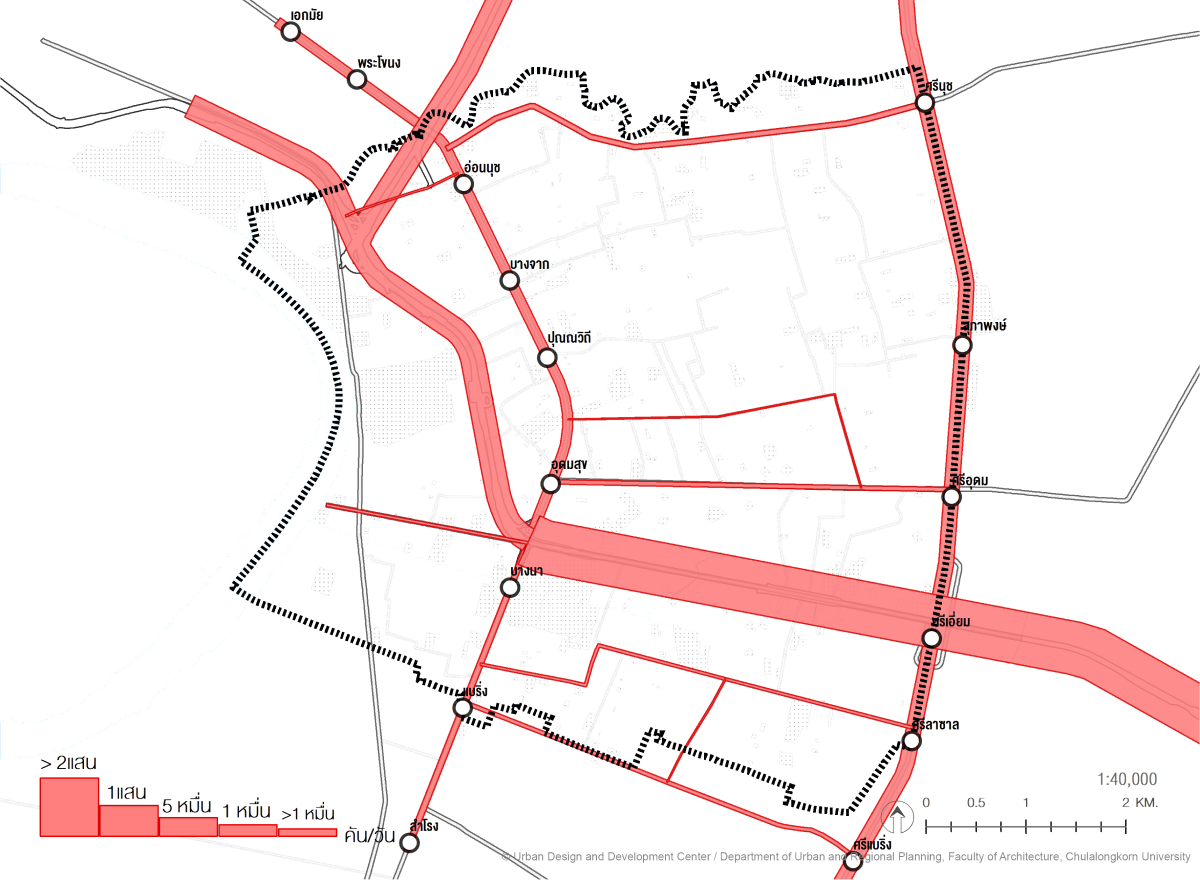 เอกมัย
พระโขนง
ศรีนุช
อ่อนนุช
บางจาก
สุภาพงษ์
ปุณณวิถี
อุดมสุข
ศรีอุดม
บางนา
ศรีเอี่ยม
แบริ่ง
ศรีลาซาล
> 2แสน
1แสน
5 หมื่น
1 หมื่น
>1 หมื่น
คัน/วัน
สำโรง
1:40,000
0 0.5 1 2 KM.
ศรีแบริ่ง
© Urban Design and Development Center / Department of Urban and Regional Planning, Faculty of Architecture, Chulalongkorn University